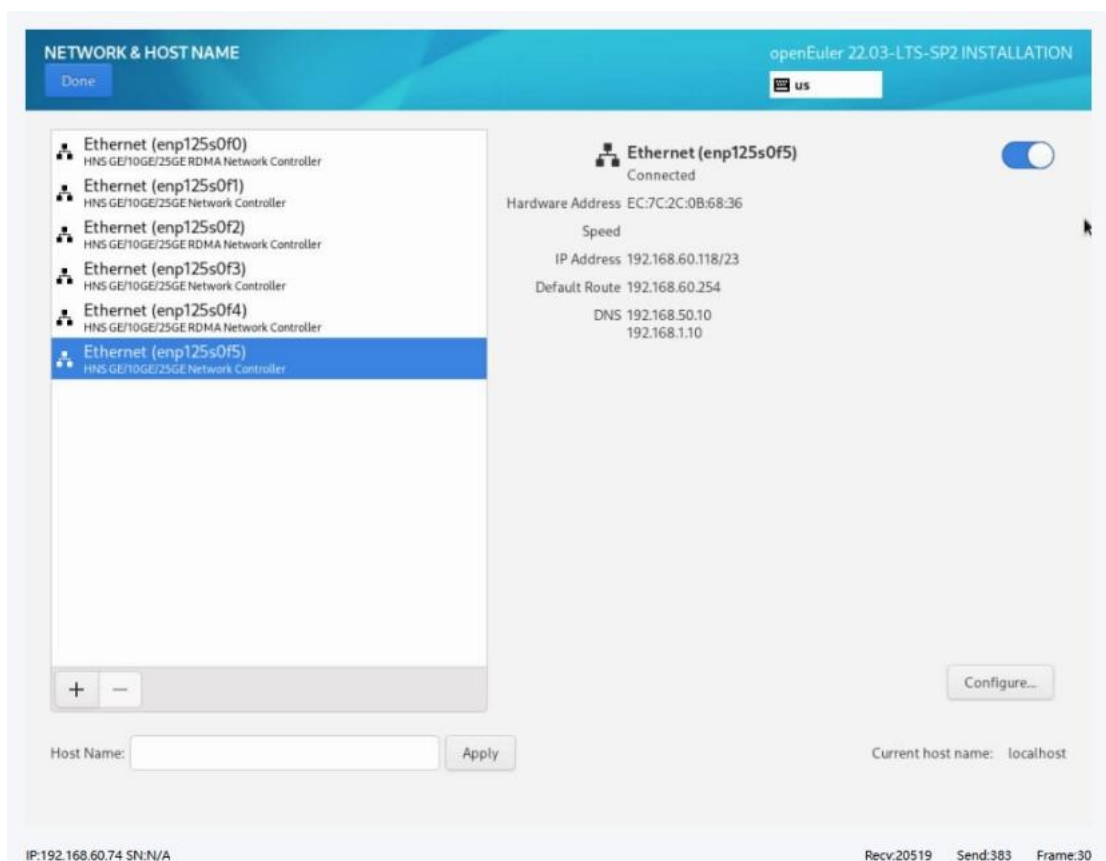 NETWORK & HOST NAME
openEuler 22.03-LTS-SP2 INSTALLATION
Done
us
Ethernet (enp125s0f0)
HNS GE/10GE/25GE RDMA Network Controller
Ethernet (enp125s0f1)
HNS GE/10GE/25GE Network Controller
Ethernet (enp125s0f2)
HNS GE/10GE/25GE RDMA Network Controller
Ethernet (enp125s0f3)
HNS GE/10GE/25GE Network Controller
Ethernet (enp125s0f4)
HNS GE/10GE/25GE RDMA Network Controller
Ethernet (enp125s0f5)
HNS GE/10GE/25GE Network Controller
Ethernet (enp125s0f5)
Connected
Hardware Address EC:7C:2C:0B:68:36
Speed
IP Address 192.168.60.118/23
Default Route 192.168.60.254
DNS 192.168.50.10
192.168.1.10
+ −
Configure...
Host Name:
Apply
Current host name: localhost
IP:192.168.60.74 SN:N/A
Recv:20519 Send:383 Frame:30